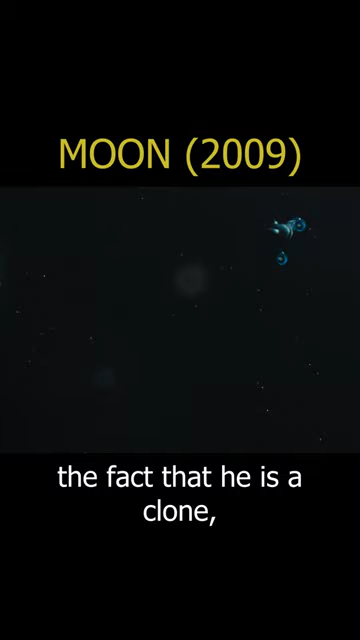 MOON (2009)
the fact that he is a
clone,